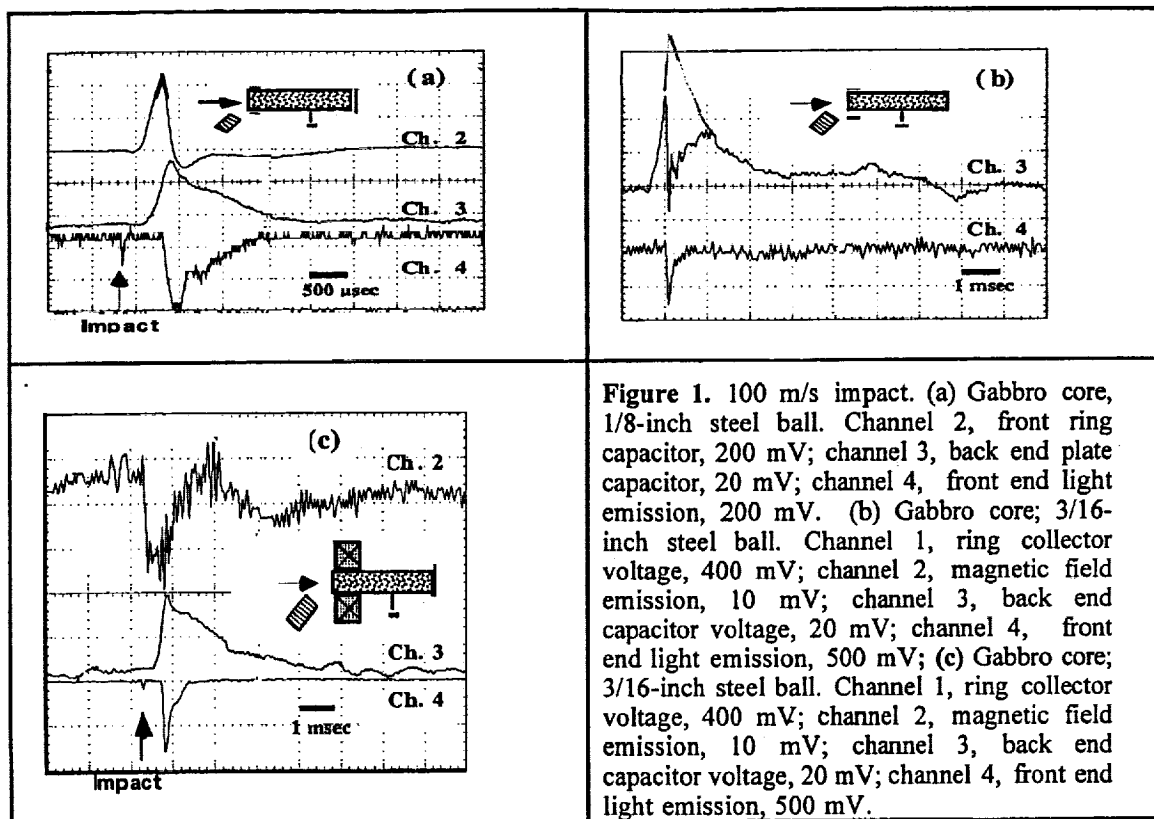 (a)
Ch. 2
Ch. 3
Ch. 4
500 µsec
Impact
(b)
Ch. 3
Ch. 4
1 msec
(c)
Ch. 2
Ch. 3
Ch. 4
1 msec
Impact
Figure 1. 100 m/s impact. (a) Gabbro core,
1/8-inch steel ball. Channel 2, front ring
capacitor, 200 mV; channel 3, back end plate
capacitor, 20 mV; channel 4, front end light
emission, 200 mV. (b) Gabbro core; 3/16-
inch steel ball. Channel 1, ring collector
voltage, 400 mV; channel 2, magnetic field
emission, 10 mV; channel 3, back end
capacitor voltage, 20 mV; channel 4, front
end light emission, 500 mV; (c) Gabbro core;
3/16-inch steel ball. Channel 1, ring collector
voltage, 400 mV; channel 2, magnetic field
emission, 10 mV; channel 3, back end
capacitor voltage, 20 mV; channel 4, front end
light emission, 500 mV.